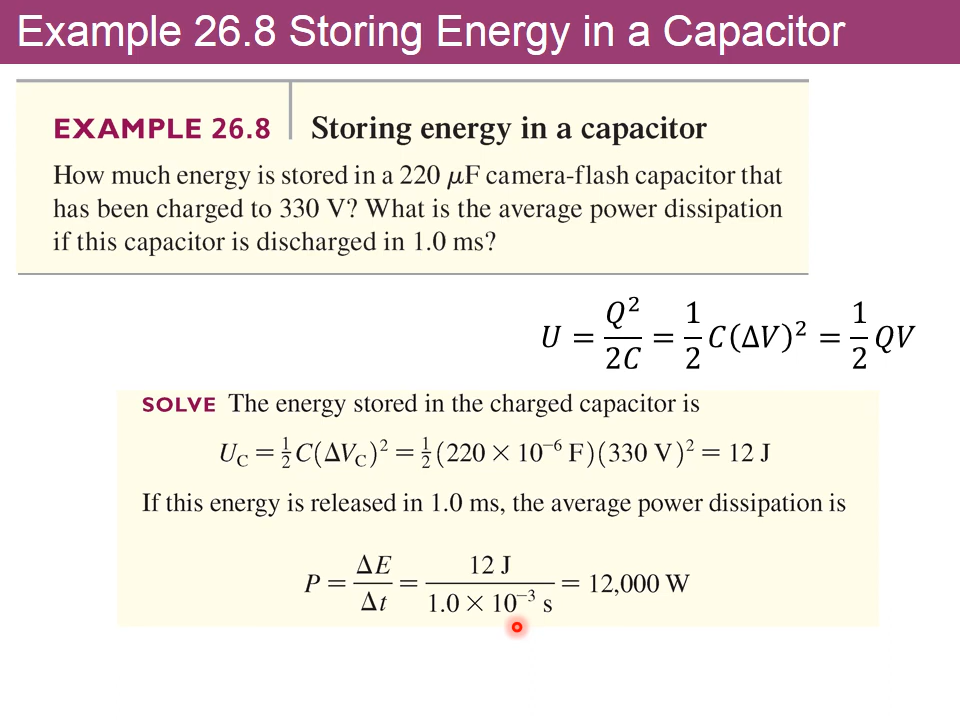 Example 26.8 Storing Energy in a Capacitor
EXAMPLE 26.8 Storing energy in a capacitor
How much energy is stored in a 220 μF camera-flash capacitor that
has been charged to 330 V? What is the average power dissipation
if this capacitor is discharged in 1.0 ms?
U = Q²/2C = 1/2 C(ΔV)² = 1/2 QV
SOLVE The energy stored in the charged capacitor is
U_C = ½ C(ΔV_C)² = ½ (220 × 10⁻⁶ F)(330 V)² = 12 J
If this energy is released in 1.0 ms, the average power dissipation is
P = ΔE/Δt = 12 J/1.0 × 10⁻³ s = 12,000 W